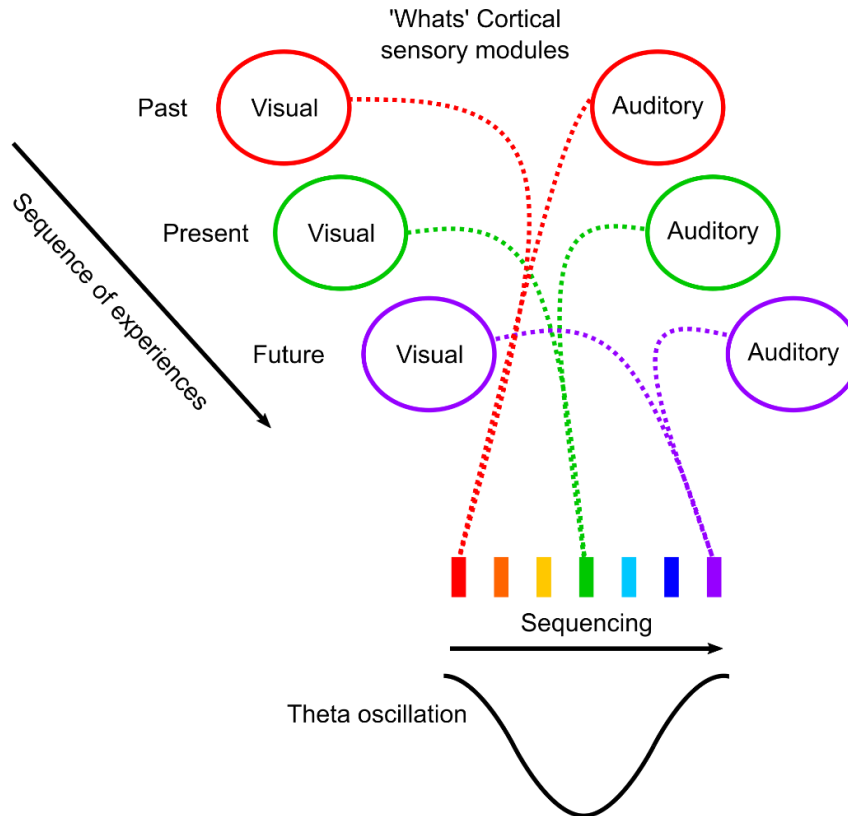 'Whats' Cortical
sensory modules
Past
Visual
Auditory
Present
Visual
Auditory
Sequence of experiences
Future
Visual
Auditory
Sequencing
Theta oscillation